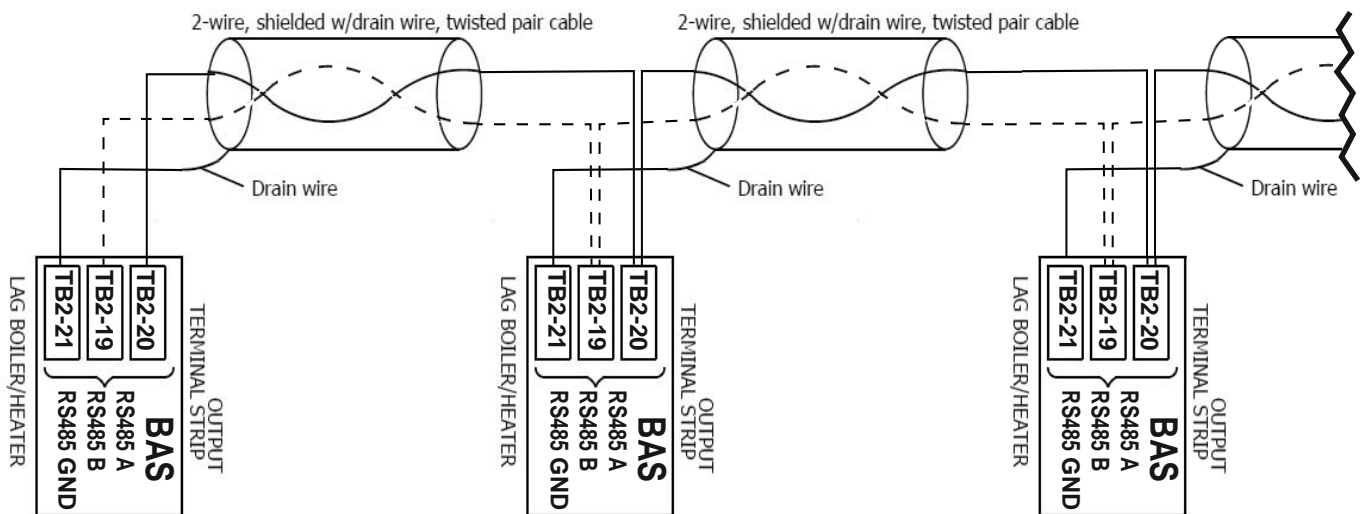 2-wire, shielded w/drain wire, twisted pair cable
2-wire, shielded w/drain wire, twisted pair cable
Drain wire
Drain wire
Drain wire
LAG BOILER/HEATER
TB2-21
TB2-19
TB2-20
RS485 GND
RS485 B
RS485 A
BAS
OUTPUT
TERMINAL STRIP
LAG BOILER/HEATER
TB2-21
TB2-19
TB2-20
RS485 GND
RS485 B
RS485 A
BAS
OUTPUT
TERMINAL STRIP
LAG BOILER/HEATER
TB2-21
TB2-19
TB2-20
RS485 GND
RS485 B
RS485 A
BAS
OUTPUT
TERMINAL STRIP